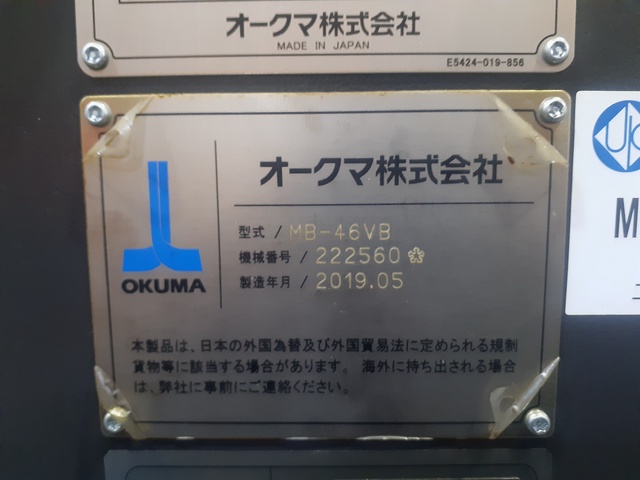 オークマ株式会社
MADE IN JAPAN
E5424-019-856
オークマ株式会社
型式 / MB-46VB
機械番号 / 222560
製造年月 / 2019.05
OKUMA
本製品は、日本の外国為替及び外国貿易法に定められる規制
貨物等に該当する場合があります。 海外に持ち出される場合
は、弊社に事前にご連絡ください。
M